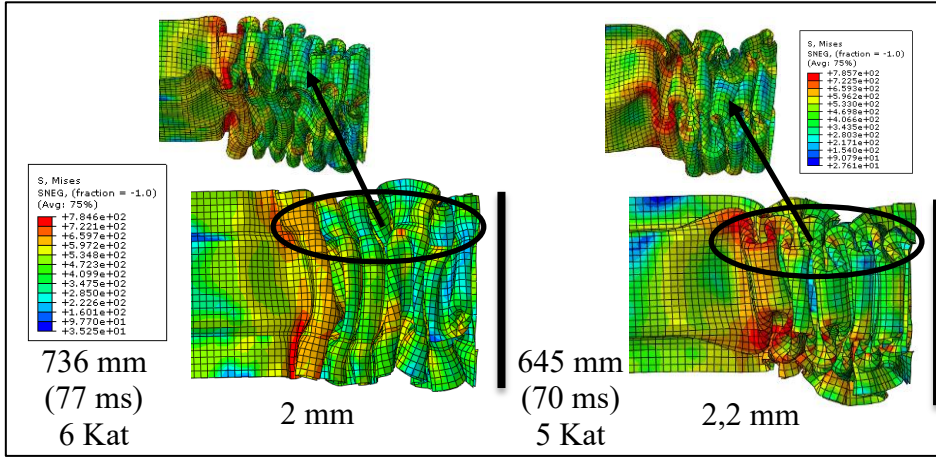 S, Mises
SNEG, (fraction = -1.0)
(Avg: 75%)
+7.857e+02
+7.225e+02
+6.593e+02
+5.962e+02
+5.330e+02
+4.698e+02
+4.066e+02
+3.435e+02
+2.803e+02
+2.171e+02
+1.540e+02
+9.079e+01
+2.761e+01
S, Mises
SNEG, (fraction = -1.0)
(Avg: 75%)
+7.846e+02
+7.221e+02
+6.597e+02
+5.972e+02
+5.348e+02
+4.723e+02
+4.099e+02
+3.475e+02
+2.850e+02
+2.226e+02
+1.601e+02
+9.770e+01
+3.525e+01
736 mm
(77 ms)
6 Kat
2 mm
645 mm
(70 ms)
5 Kat
2,2 mm